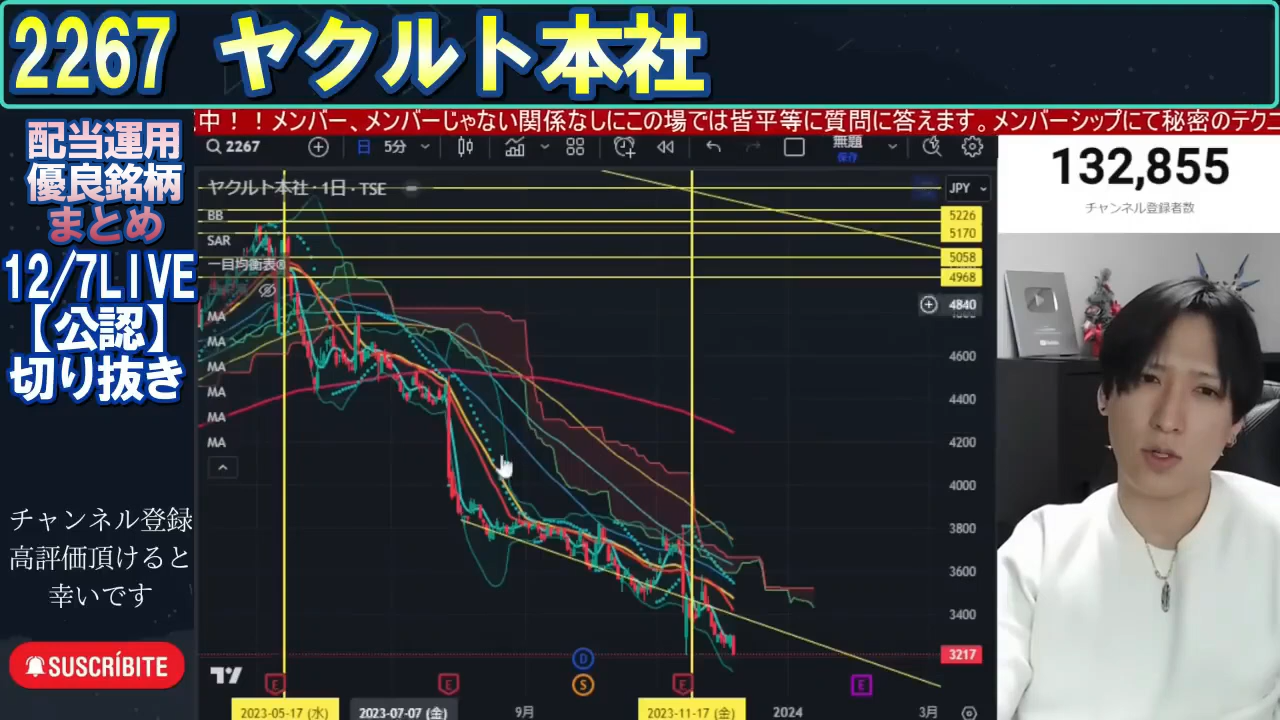 2267 ヤクルト本社
中！！メンバー、メンバーじゃない関係なしにこの場では皆平等に質問に答えます。メンバーシップにて秘密のテクニ
配当運用
優良銘柄
まとめ
12/7LIVE
【公認】
切り抜き
チャンネル登録
高評価頂けると
幸いです
SUSCRÍBITE
2267 日 5分 無題
保存
ヤクルト本社・1日・TSE
JPY
BB
SAR
一目均衡表
MA
MA
MA
MA
MA
MA
5226
5170
5058
4968
4840
4600
4400
4200
4000
3800
3600
3400
3217
D
S
E
E
E
E
2023-05-17 (水) 2023-07-07 (金) 9月 2023-11-17 (金) 2024 3月
132,855
チャンネル登録者数